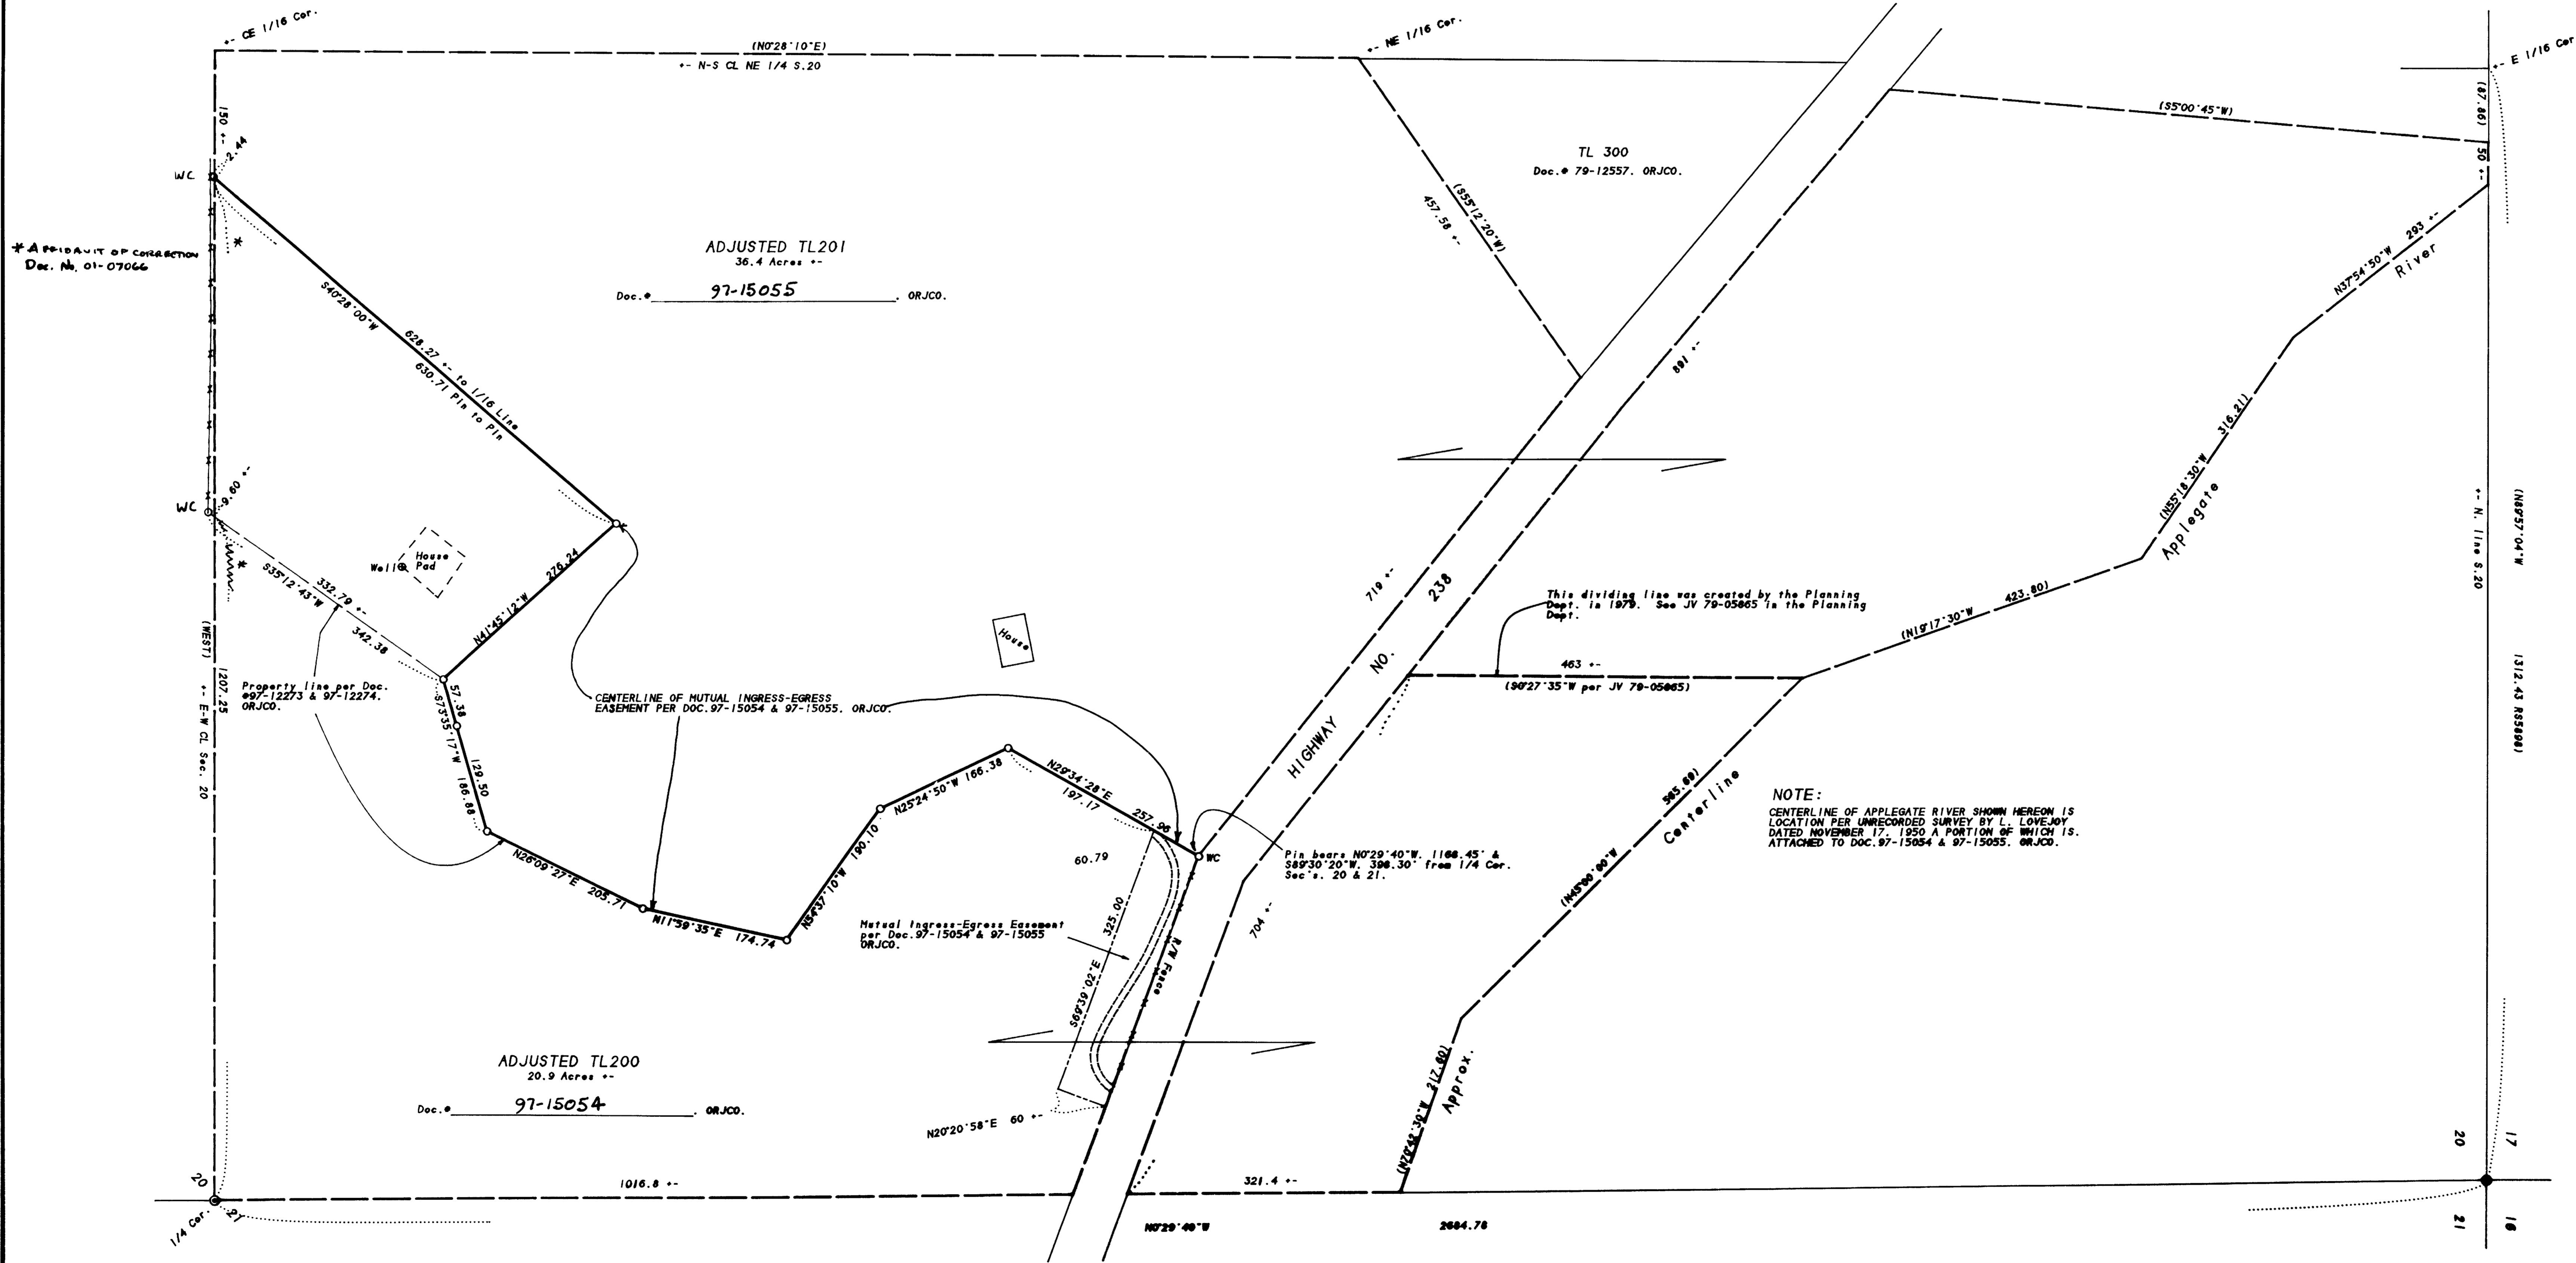 +- CE 1/16 Cor.
(N0°28'10"E)
+- N-S CL NE 1/4 S.20
+- NE 1/16 Cor.
+- E 1/16 Cor
(87.86)
50 +-
(S5°00'45"W)
150 +-
2.44
WC
TL 300
Doc.# 79-12557. ORJCO.
(S55°12'20"W)
457.58 +-
* AFFIDAVIT OF CORRECTION
Doc. No. 01-07066
*
ADJUSTED TL201
36.4 Acres +-
Doc.# 97-15055. ORJCO.
N37°54'50"W 293 +-
River
S40°28'00"W
628.27 +- to 1/16 Line
630.71 Pin to Pin
891 +-
(N55°18'30"W 316.21)
Applegate
(N89°57'04"W
1312.43 RS5898)
+- N. line S.20
WC
9.60 +-
*
Well
House
Pad
S35°12'43"W
332.79 +-
342.38
N41°45'12"W
276.24
719 +-
HIGHWAY NO. 238
This dividing line was created by the Planning
Dept. in 1979. See JV 79-05865 in the Planning
Dept.
(N19°17'30"W 423.80)
463 +-
(S0°27'35"W per JV 79-05865)
House
(WEST)
1207.25
+- E-W CL Sec. 20
Property line per Doc.
#97-12273 & 97-12274.
ORJCO.
57.38
S73°35'17"W 186.88
129.50
CENTERLINE OF MUTUAL INGRESS-EGRESS
EASEMENT PER DOC.97-15054 & 97-15055. ORJCO.
N26°09'27"E 205.71
N11°59'35"E 174.74
N54°37'10"W
190.10
N25°24'50"W 166.38
N29°34'28"E
197.17
257.96
60.79
WC
Pin bears N0°29'40"W. 1168.45' &
S89°30'20"W. 398.30' from 1/4 Cor.
Sec's. 20 & 21.
565.69)
(N45°00'00"W
Centerline
NOTE:
CENTERLINE OF APPLEGATE RIVER SHOWN HEREON IS
LOCATION PER UNRECORDED SURVEY BY L. LOVEJOY
DATED NOVEMBER 17. 1950 A PORTION OF WHICH IS.
ATTACHED TO DOC.97-15054 & 97-15055. ORJCO.
Mutual Ingress-Egress Easement
per Doc.97-15054 & 97-15055
ORJCO.
325.00
S69°39'02"E
R/W Fence
704 +-
(N70°42'30"W 217.60)
Approx.
ADJUSTED TL200
20.9 Acres +-
Doc.# 97-15054. ORJCO.
N20°20'58"E 60 +-
20
21
1/4 Cor.
1016.8 +-
321.4 +-
N0°29'40"W
2684.78
20
17
21
16